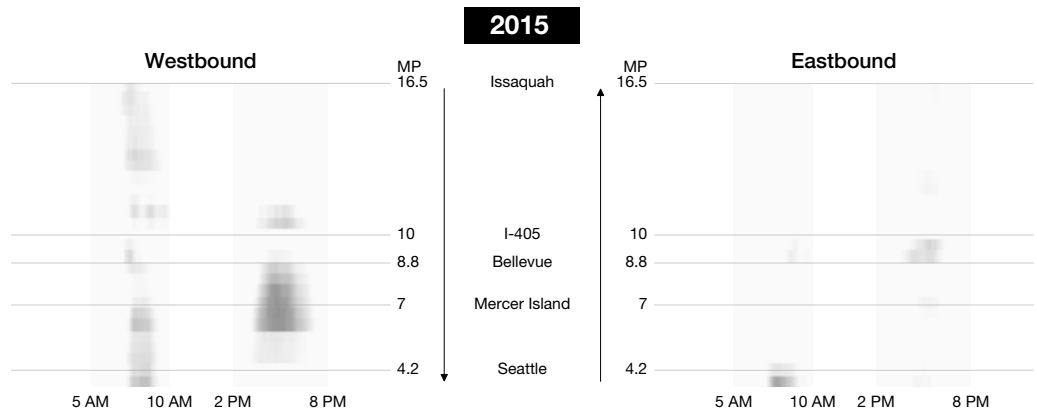 2015
Westbound
Eastbound
MP
MP
16.5
Issaquah
16.5
10
I-405
10
8.8
Bellevue
8.8
7
Mercer Island
7
4.2
Seattle
4.2
5 AM
10 AM
2 PM
8 PM
5 AM
10 AM
2 PM
8 PM